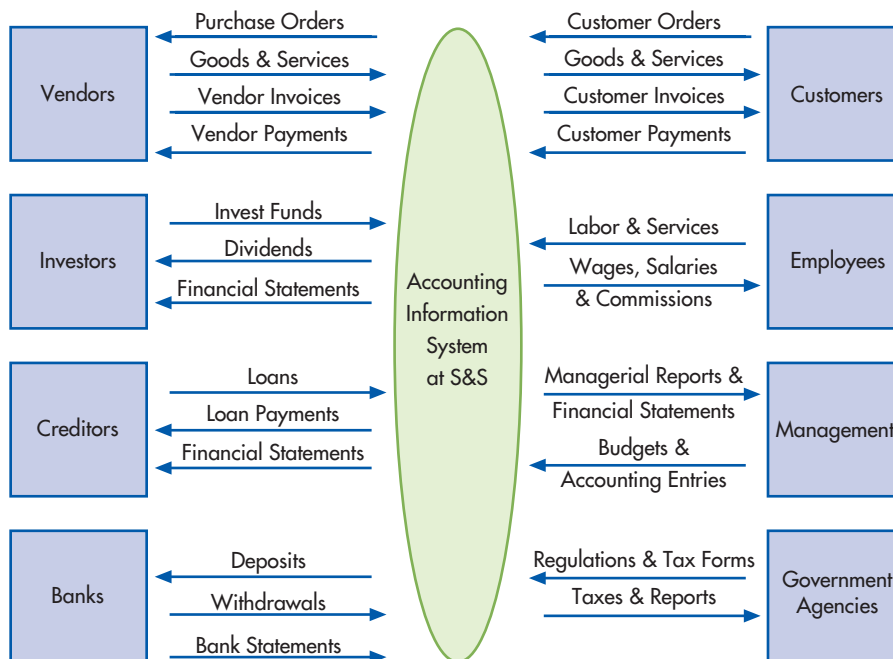 Vendors
Purchase Orders
Goods & Services
Vendor Invoices
Vendor Payments
Investors
Invest Funds
Dividends
Financial Statements
Creditors
Loans
Loan Payments
Financial Statements
Banks
Deposits
Withdrawals
Bank Statements
Accounting
Information
System
at S&S
Customer Orders
Goods & Services
Customer Invoices
Customer Payments
Customers
Labor & Services
Wages, Salaries
& Commissions
Employees
Managerial Reports &
Financial Statements
Budgets &
Accounting Entries
Management
Regulations & Tax Forms
Taxes & Reports
Government
Agencies